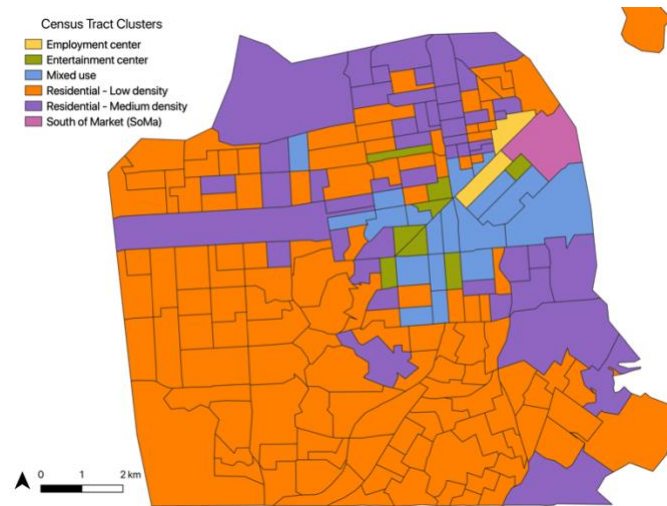 Census Tract Clusters
Employment center
Entertainment center
Mixed use
Residential - Low density
Residential - Medium density
South of Market (SoMa)
0 1 2 km